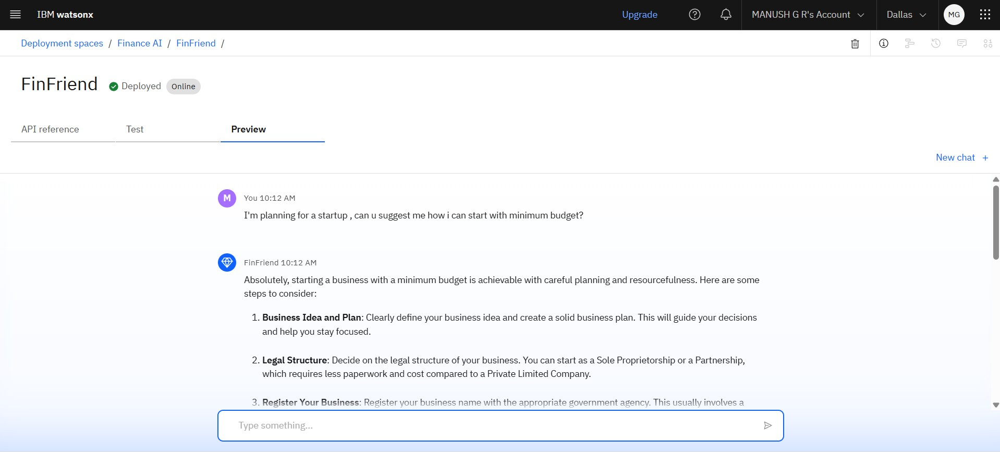 IBM watsonx
Upgrade
MANUSH G R's Account
Dallas
MG
Deployment spaces / Finance AI / FinFriend /
FinFriend
Deployed
Online
API reference
Test
Preview
New chat +
M
You 10:12 AM
I'm planning for a startup , can u suggest me how i can start with minimum budget?
FinFriend 10:12 AM
Absolutely, starting a business with a minimum budget is achievable with careful planning and resourcefulness. Here are some
steps to consider:
1. Business Idea and Plan: Clearly define your business idea and create a solid business plan. This will guide your decisions
and help you stay focused.
2. Legal Structure: Decide on the legal structure of your business. You can start as a Sole Proprietorship or a Partnership,
which requires less paperwork and cost compared to a Private Limited Company.
3. Register Your Business: Register your business name with the appropriate government agency. This usually involves a
Type something...